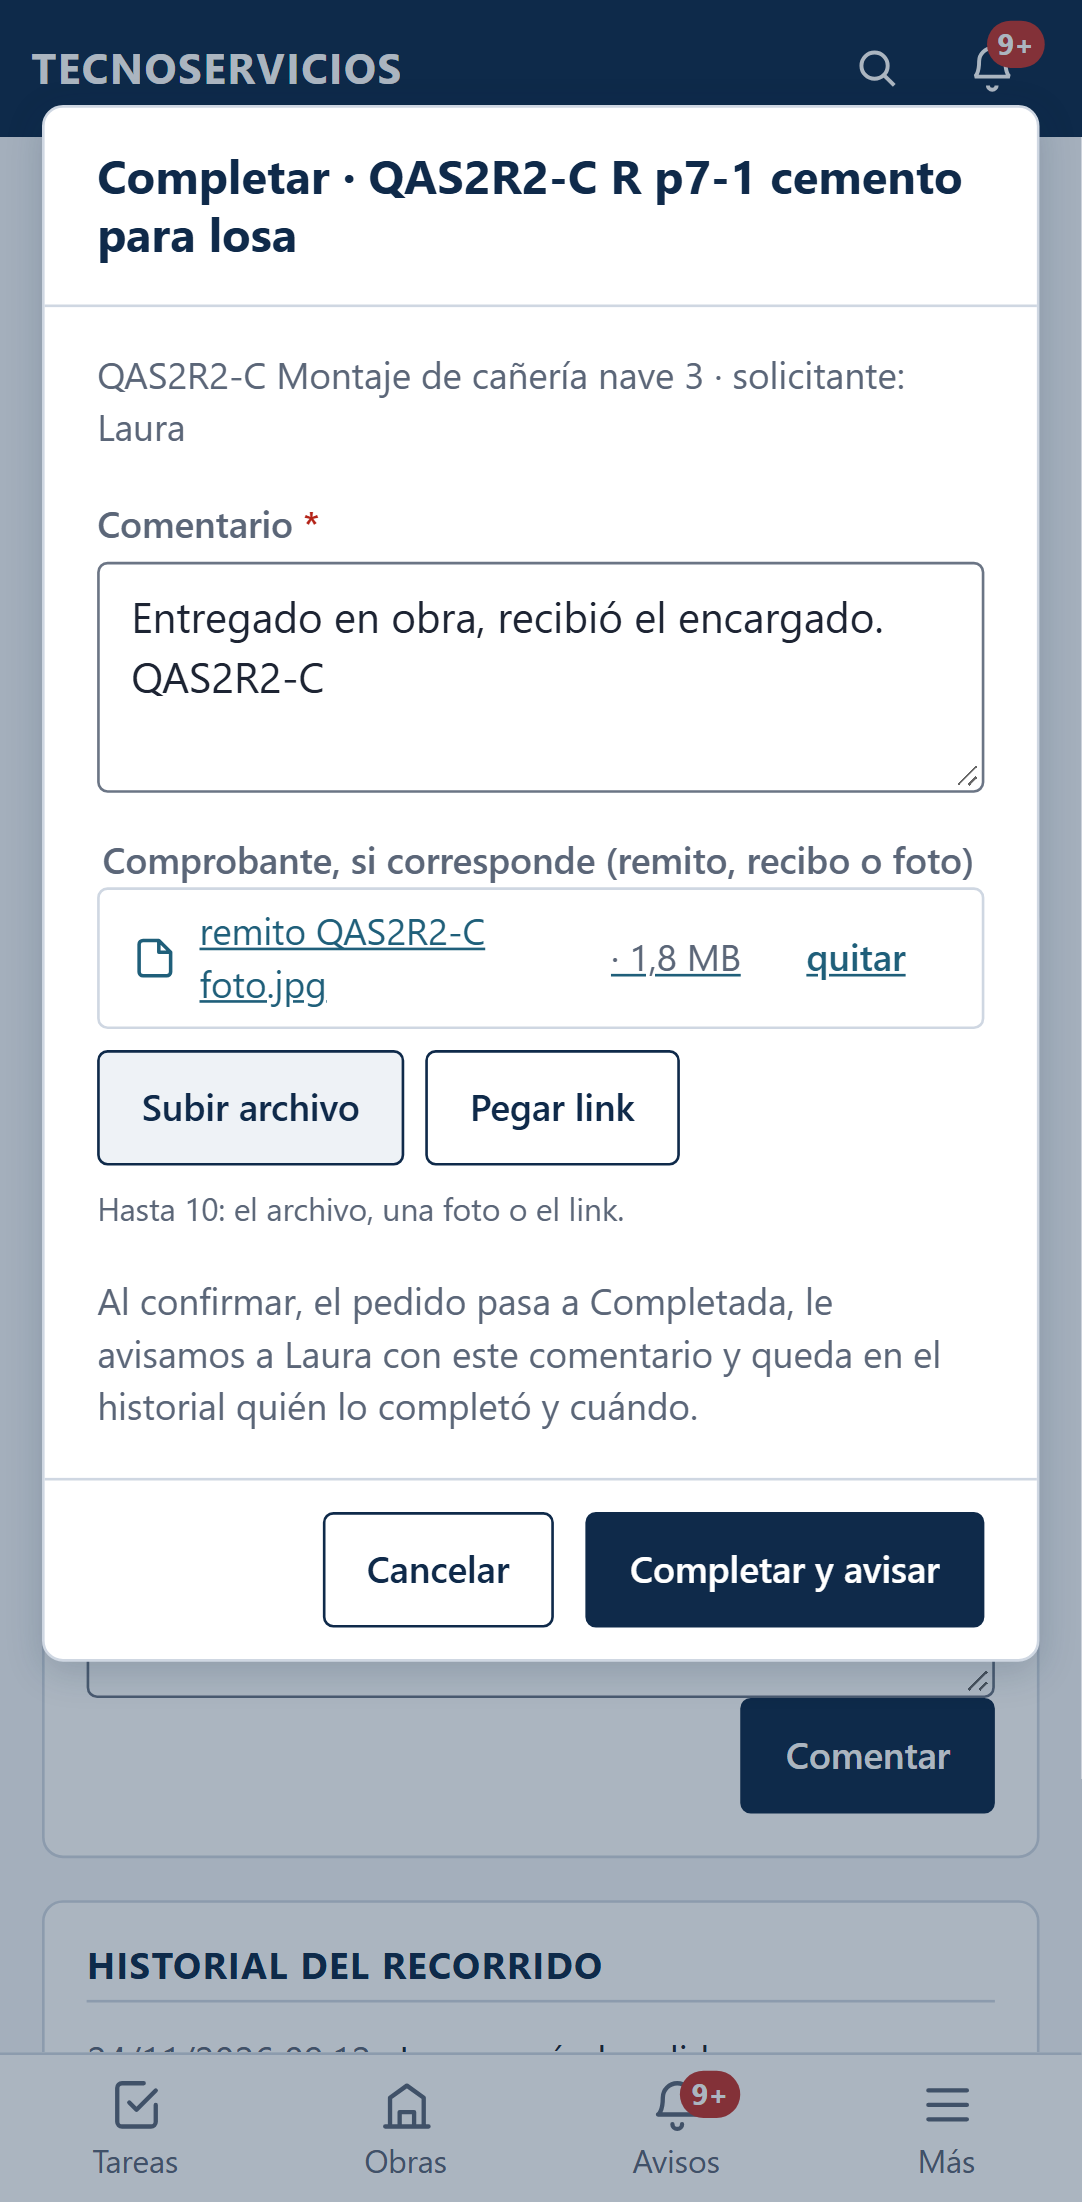 TECNOSERVICIOS
9+
Completar · QAS2R2-C R p7-1 cemento
para losa
QAS2R2-C Montaje de cañería nave 3 · solicitante:
Laura
Comentario *
Entregado en obra, recibió el encargado.
QAS2R2-C
Comprobante, si corresponde (remito, recibo o foto)
remito QAS2R2-C
foto.jpg
· 1,8 MB
quitar
Subir archivo
Pegar link
Hasta 10: el archivo, una foto o el link.
Al confirmar, el pedido pasa a Completada, le
avisamos a Laura con este comentario y queda en el
historial quién lo completó y cuándo.
Cancelar
Completar y avisar
Comentar
HISTORIAL DEL RECORRIDO
9+
Tareas
Obras
Avisos
Más